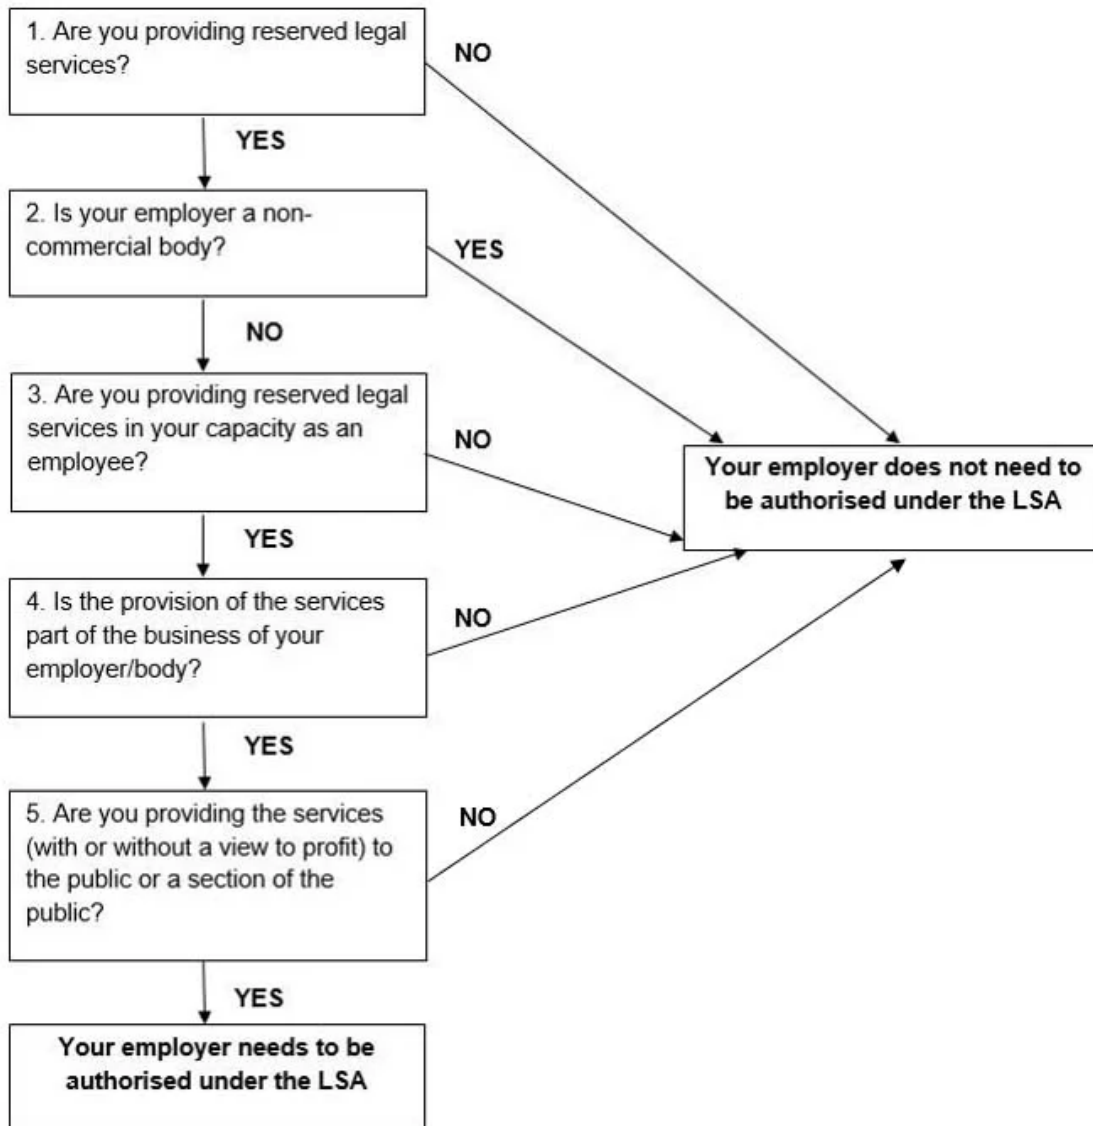 1. Are you providing reserved legal
services?
NO
YES
2. Is your employer a non-
commercial body?
YES
NO
3. Are you providing reserved legal
services in your capacity as an
employee?
NO
Your employer does not need to
be authorised under the LSA
YES
4. Is the provision of the services
part of the business of your
employer/body?
NO
YES
5. Are you providing the services
(with or without a view to profit) to
the public or a section of the
public?
NO
YES
Your employer needs to be
authorised under the LSA